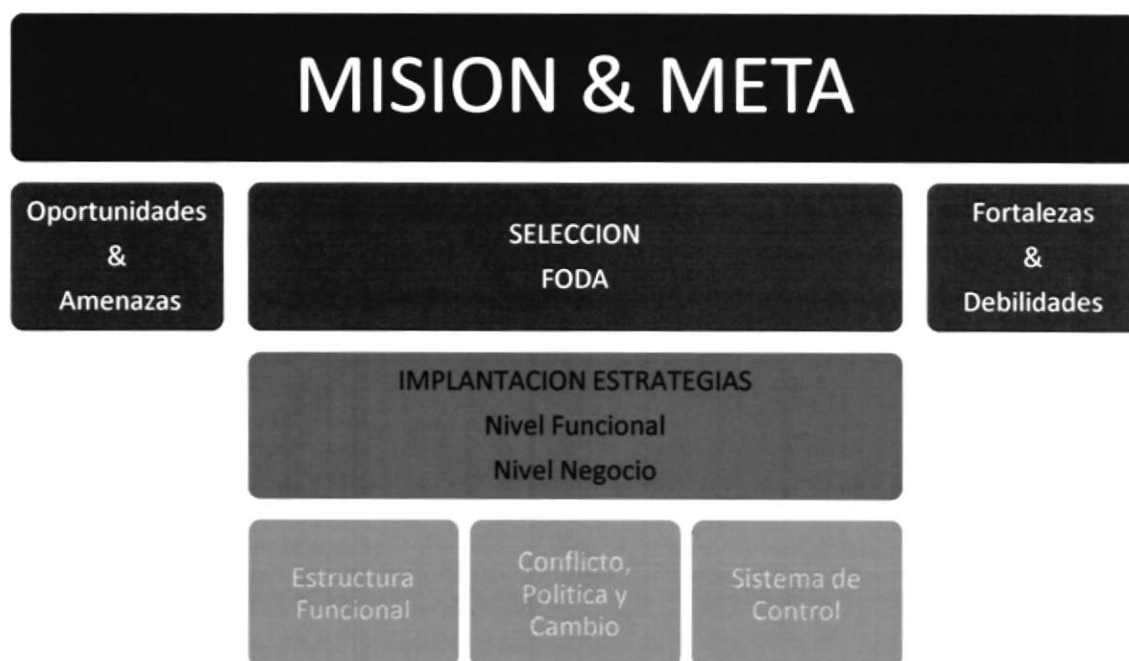 MISION & META
Oportunidades
&
Amenazas
SELECCION
FODA
Fortalezas
&
Debilidades
IMPLANTACION ESTRATEGIAS
Nivel Funcional
Nivel Negocio
Estructura
Funcional
Conflicto,
Politica y
Cambio
Sistema de
Control